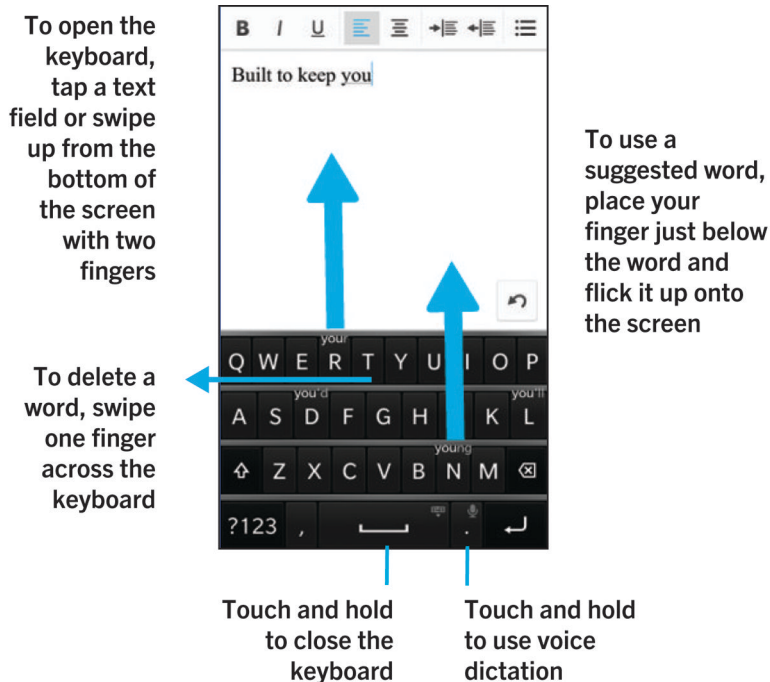 To open the
keyboard,
tap a text
field or swipe
up from the
bottom of
the screen
with two
fingers
B I U
Built to keep you
To use a
suggested word,
place your
finger just below
the word and
flick it up onto
the screen
your
Q W E R T Y U I O P
To delete a
word, swipe
one finger
across the
keyboard
you'd you'll
A S D F G H K L
young
Z X C V B N M
?123 , .
Touch and hold
to close the
keyboard
Touch and hold
to use voice
dictation